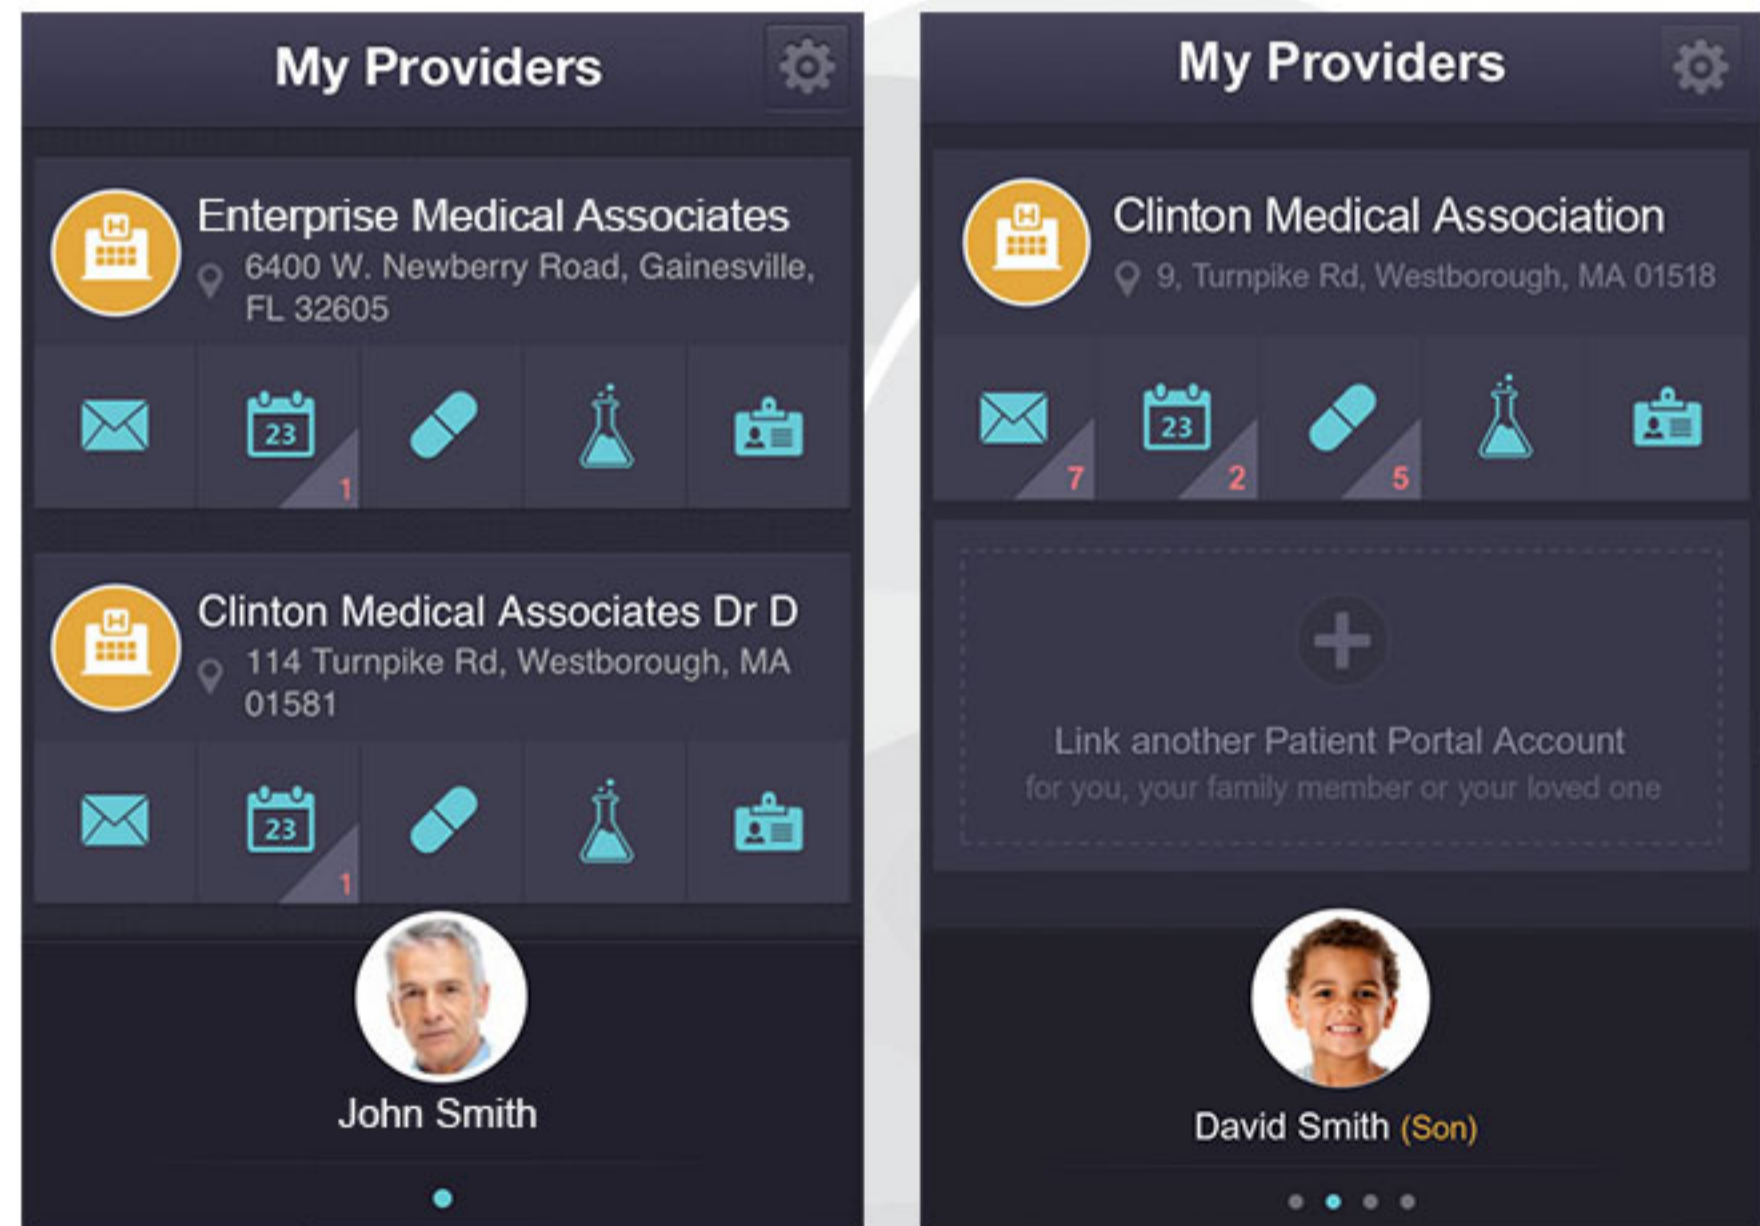 My Providers
Enterprise Medical Associates
6400 W. Newberry Road, Gainesville,
FL 32605
23
1
Clinton Medical Associates Dr D
114 Turnpike Rd, Westborough, MA
01581
23
1
John Smith
My Providers
Clinton Medical Association
9, Turnpike Rd, Westborough, MA 01518
23
7
2
5
Link another Patient Portal Account
for you, your family member or your loved one
David Smith (Son)